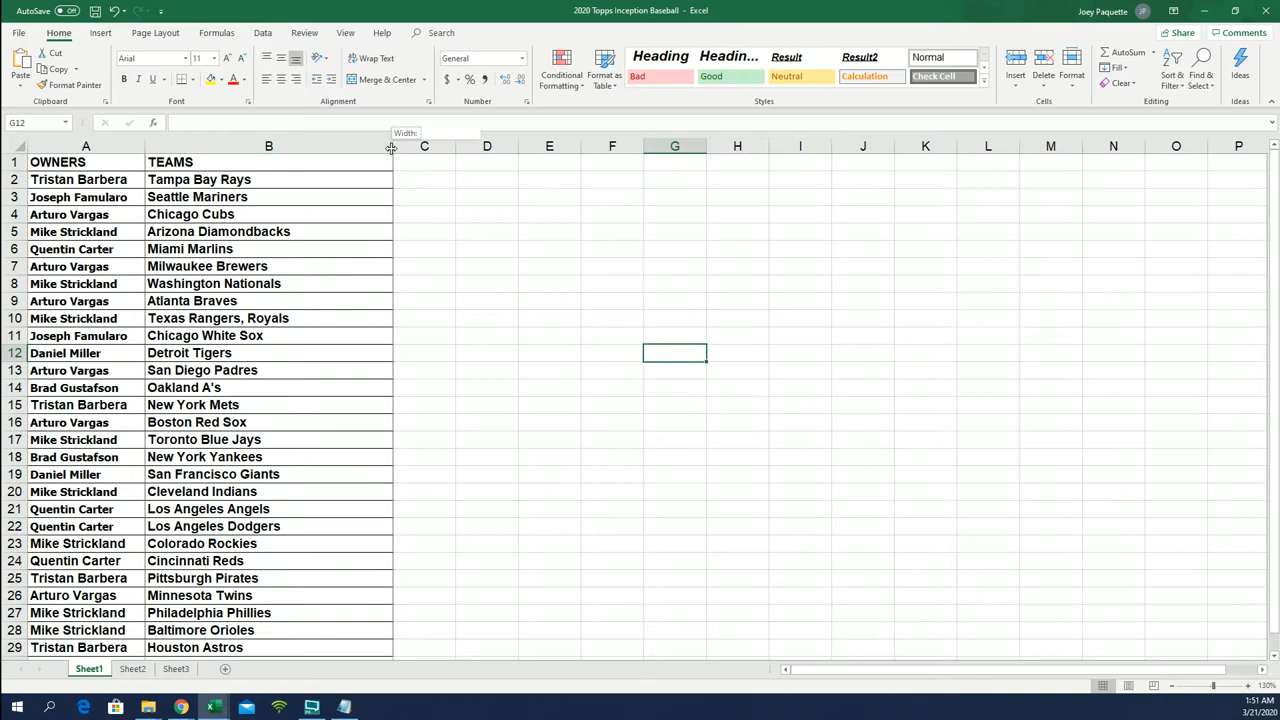 AutoSave Off 2020 Topps Inception Baseball - Excel Joey Paquette JP
File Home Insert Page Layout Formulas Data Review View Help Search Share Comments
Paste Cut Copy Format Painter Clipboard
Arial 11 B I U A Font
Wrap Text Merge & Center Alignment
General $ % Number
Conditional Formatting Format as Table
Heading Headin... Result Result2 Normal
Bad Good Neutral Calculation Check Cell
Styles
Insert Delete Format Cells
AutoSum Fill Clear Sort & Filter Find & Select Editing
Ideas Ideas
G12 fx
Width:
A B C D E F G H I J K L M N O P
1 OWNERS TEAMS
2 Tristan Barbera Tampa Bay Rays
3 Joseph Famularo Seattle Mariners
4 Arturo Vargas Chicago Cubs
5 Mike Strickland Arizona Diamondbacks
6 Quentin Carter Miami Marlins
7 Arturo Vargas Milwaukee Brewers
8 Mike Strickland Washington Nationals
9 Arturo Vargas Atlanta Braves
10 Mike Strickland Texas Rangers, Royals
11 Joseph Famularo Chicago White Sox
12 Daniel Miller Detroit Tigers
13 Arturo Vargas San Diego Padres
14 Brad Gustafson Oakland A's
15 Tristan Barbera New York Mets
16 Arturo Vargas Boston Red Sox
17 Mike Strickland Toronto Blue Jays
18 Brad Gustafson New York Yankees
19 Daniel Miller San Francisco Giants
20 Mike Strickland Cleveland Indians
21 Quentin Carter Los Angeles Angels
22 Quentin Carter Los Angeles Dodgers
23 Mike Strickland Colorado Rockies
24 Quentin Carter Cincinnati Reds
25 Tristan Barbera Pittsburgh Pirates
26 Arturo Vargas Minnesota Twins
27 Mike Strickland Philadelphia Phillies
28 Mike Strickland Baltimore Orioles
29 Tristan Barbera Houston Astros
Sheet1 Sheet2 Sheet3
130%
1:51 AM
3/21/2020